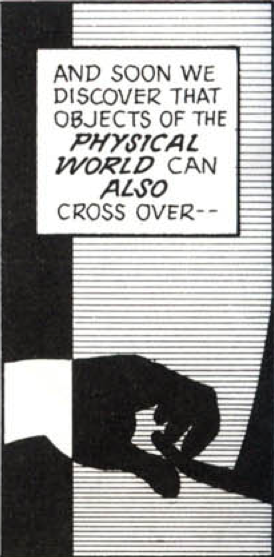 AND SOON WE
DISCOVER THAT
OBJECTS OF THE
PHYSICAL
WORLD CAN
ALSO
CROSS OVER--